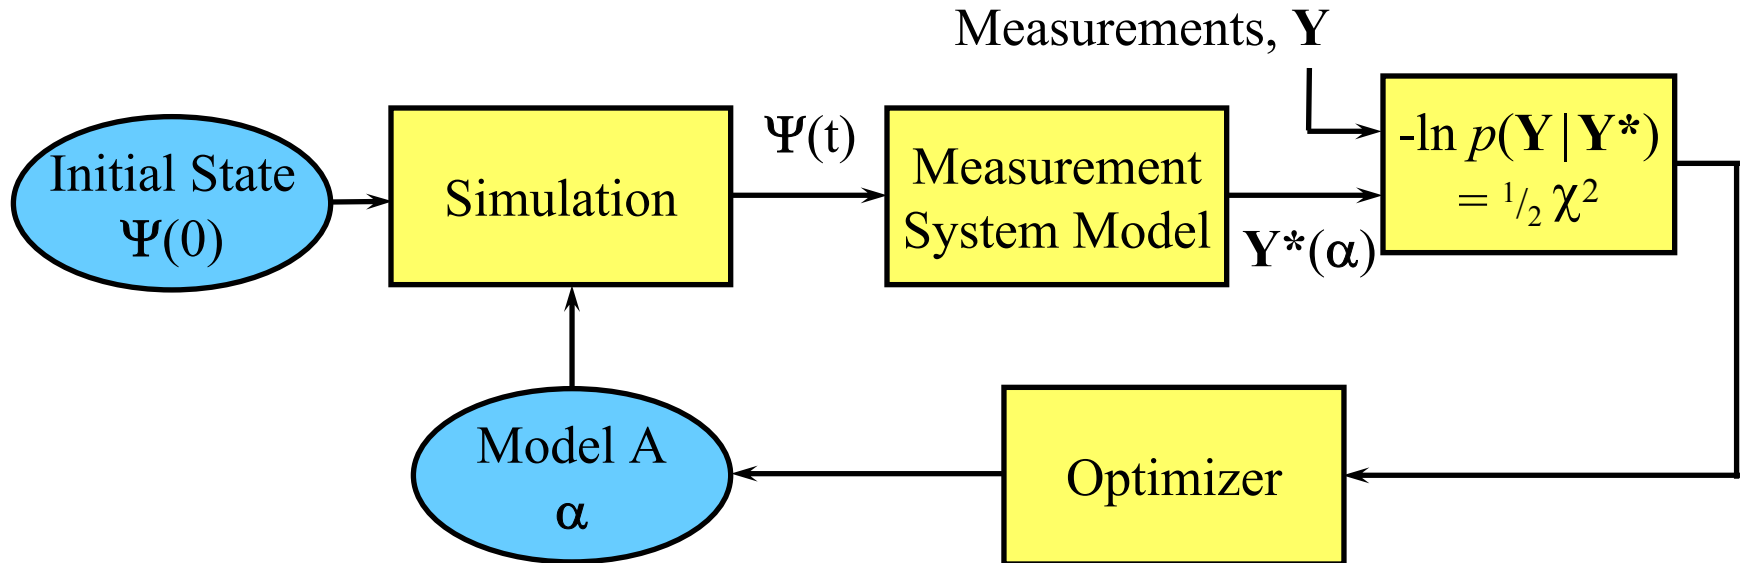 Measurements, Y
Initial State
Ψ(0)
Simulation
Ψ(t)
Measurement
System Model
Y*(α)
-ln p(Y | Y*)
= 1/2 χ²
Model A
α
Optimizer